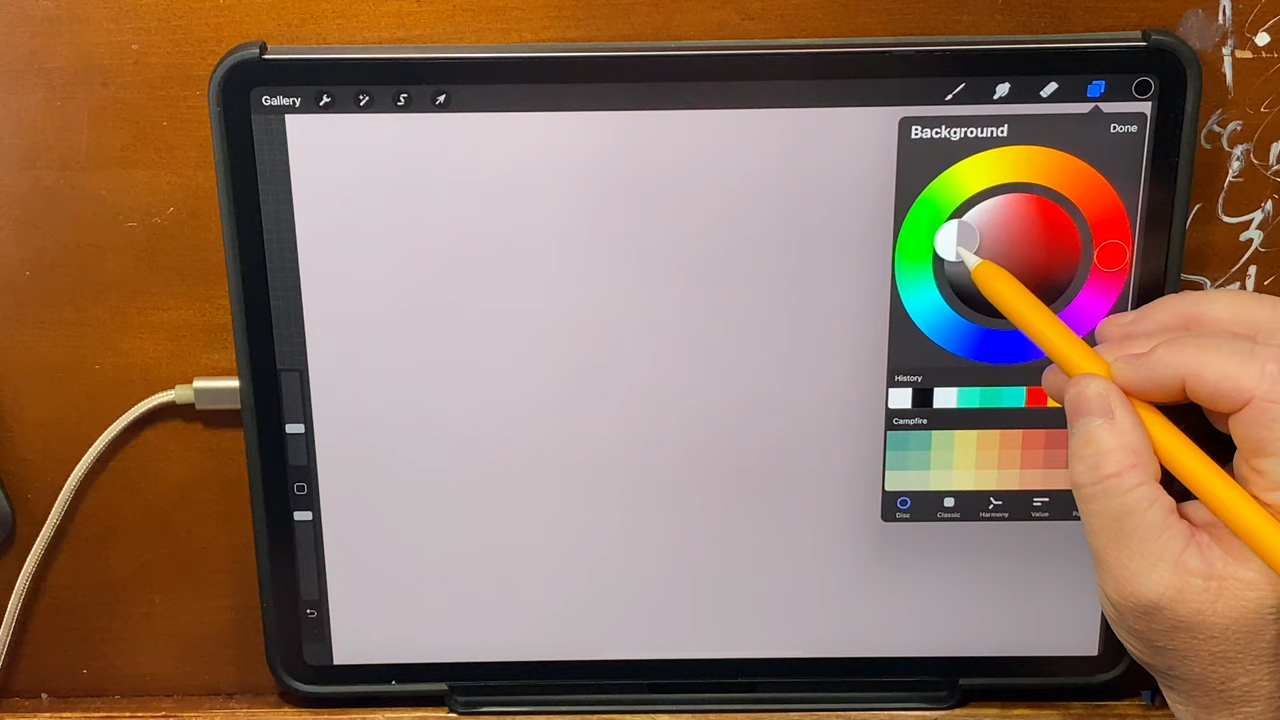 Gallery
Background
Done
History
Campfire
Disc
Classic
Harmony
Value